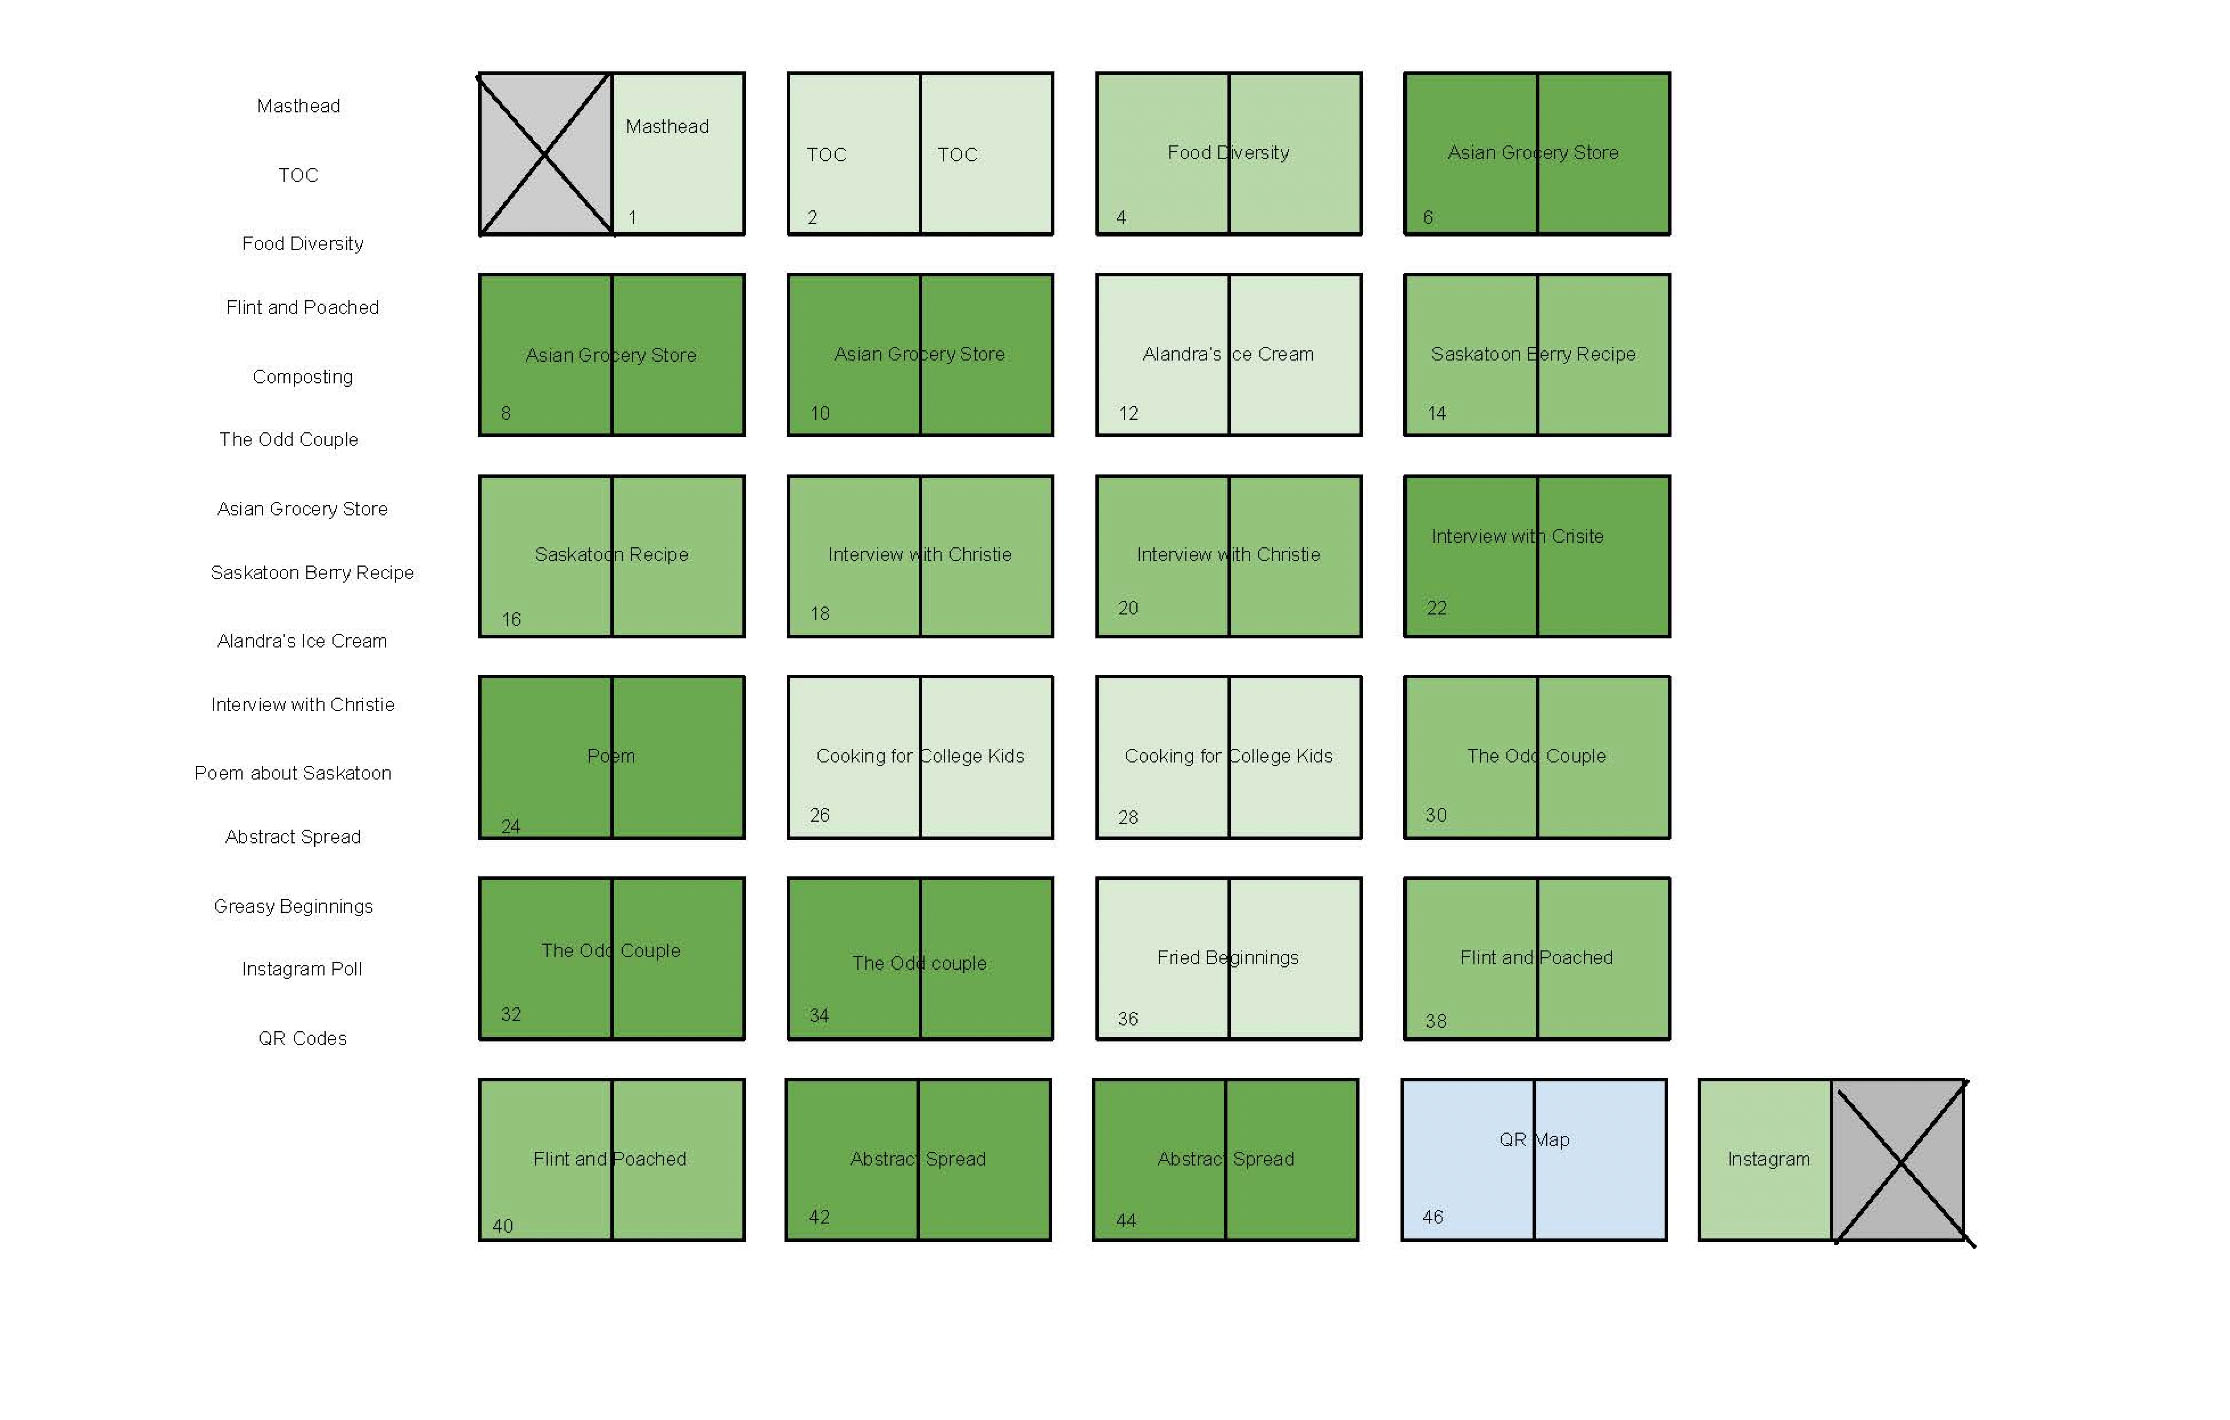 Masthead
TOC
Food Diversity
Flint and Poached
Composting
The Odd Couple
Asian Grocery Store
Saskatoon Berry Recipe
Alandra's Ice Cream
Interview with Christie
Poem about Saskatoon
Abstract Spread
Greasy Beginnings
Instagram Poll
QR Codes
Masthead
1
TOC
TOC
2
Food Diversity
4
Asian Grocery Store
6
Asian Grocery Store
8
Asian Grocery Store
10
Alandra's Ice Cream
12
Saskatoon Berry Recipe
14
Saskatoon Recipe
16
Interview with Christie
18
Interview with Christie
20
Interview with Crisite
22
Poem
24
Cooking for College Kids
26
Cooking for College Kids
28
The Odd Couple
30
The Odd Couple
32
The Odd couple
34
Fried Beginnings
36
Flint and Poached
38
Flint and Poached
40
Abstract Spread
42
Abstract Spread
44
QR Map
46
Instagram